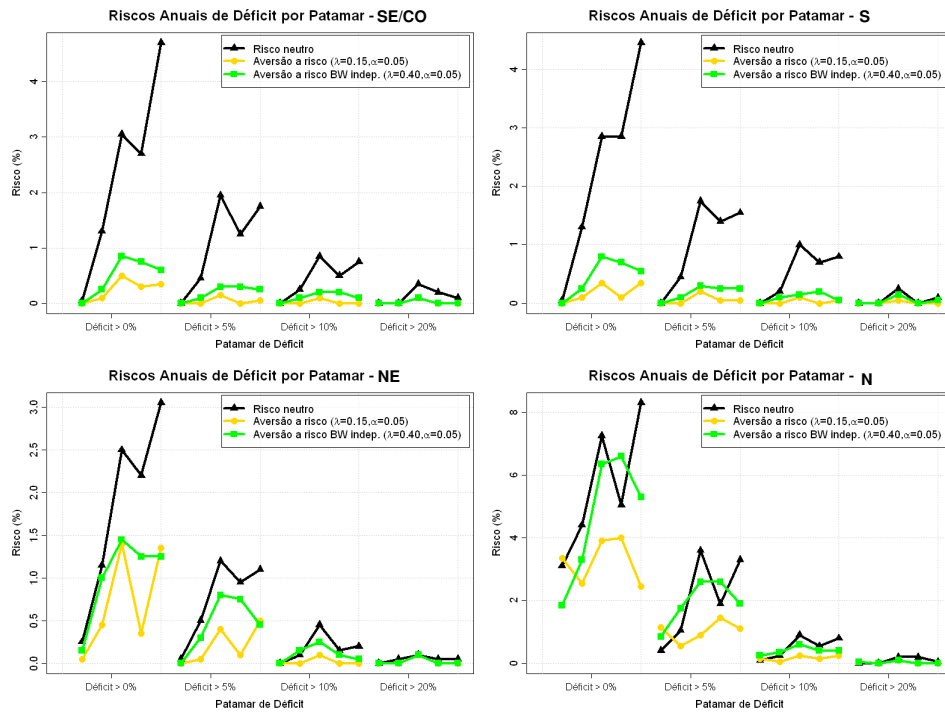 Riscos Anuais de Déficit por Patamar - SE/CO
Risco neutro
Aversão a risco (λ=0.15,α=0.05)
Aversão a risco BW indep. (λ=0.40,α=0.05)
Risco (%)
4
3
2
1
0
Déficit > 0%
Déficit > 5%
Déficit > 10%
Déficit > 20%
Patamar de Déficit
Riscos Anuais de Déficit por Patamar - S
Risco neutro
Aversão a risco (λ=0.15,α=0.05)
Aversão a risco BW indep. (λ=0.40,α=0.05)
Risco (%)
4
3
2
1
0
Déficit > 0%
Déficit > 5%
Déficit > 10%
Déficit > 20%
Patamar de Déficit
Riscos Anuais de Déficit por Patamar - NE
Risco neutro
Aversão a risco (λ=0.15,α=0.05)
Aversão a risco BW indep. (λ=0.40,α=0.05)
Risco (%)
3.0
2.5
2.0
1.5
1.0
0.5
0.0
Déficit > 0%
Déficit > 5%
Déficit > 10%
Déficit > 20%
Patamar de Déficit
Riscos Anuais de Déficit por Patamar - N
Risco neutro
Aversão a risco (λ=0.15,α=0.05)
Aversão a risco BW indep. (λ=0.40,α=0.05)
Risco (%)
8
6
4
2
0
Déficit > 0%
Déficit > 5%
Déficit > 10%
Déficit > 20%
Patamar de Déficit